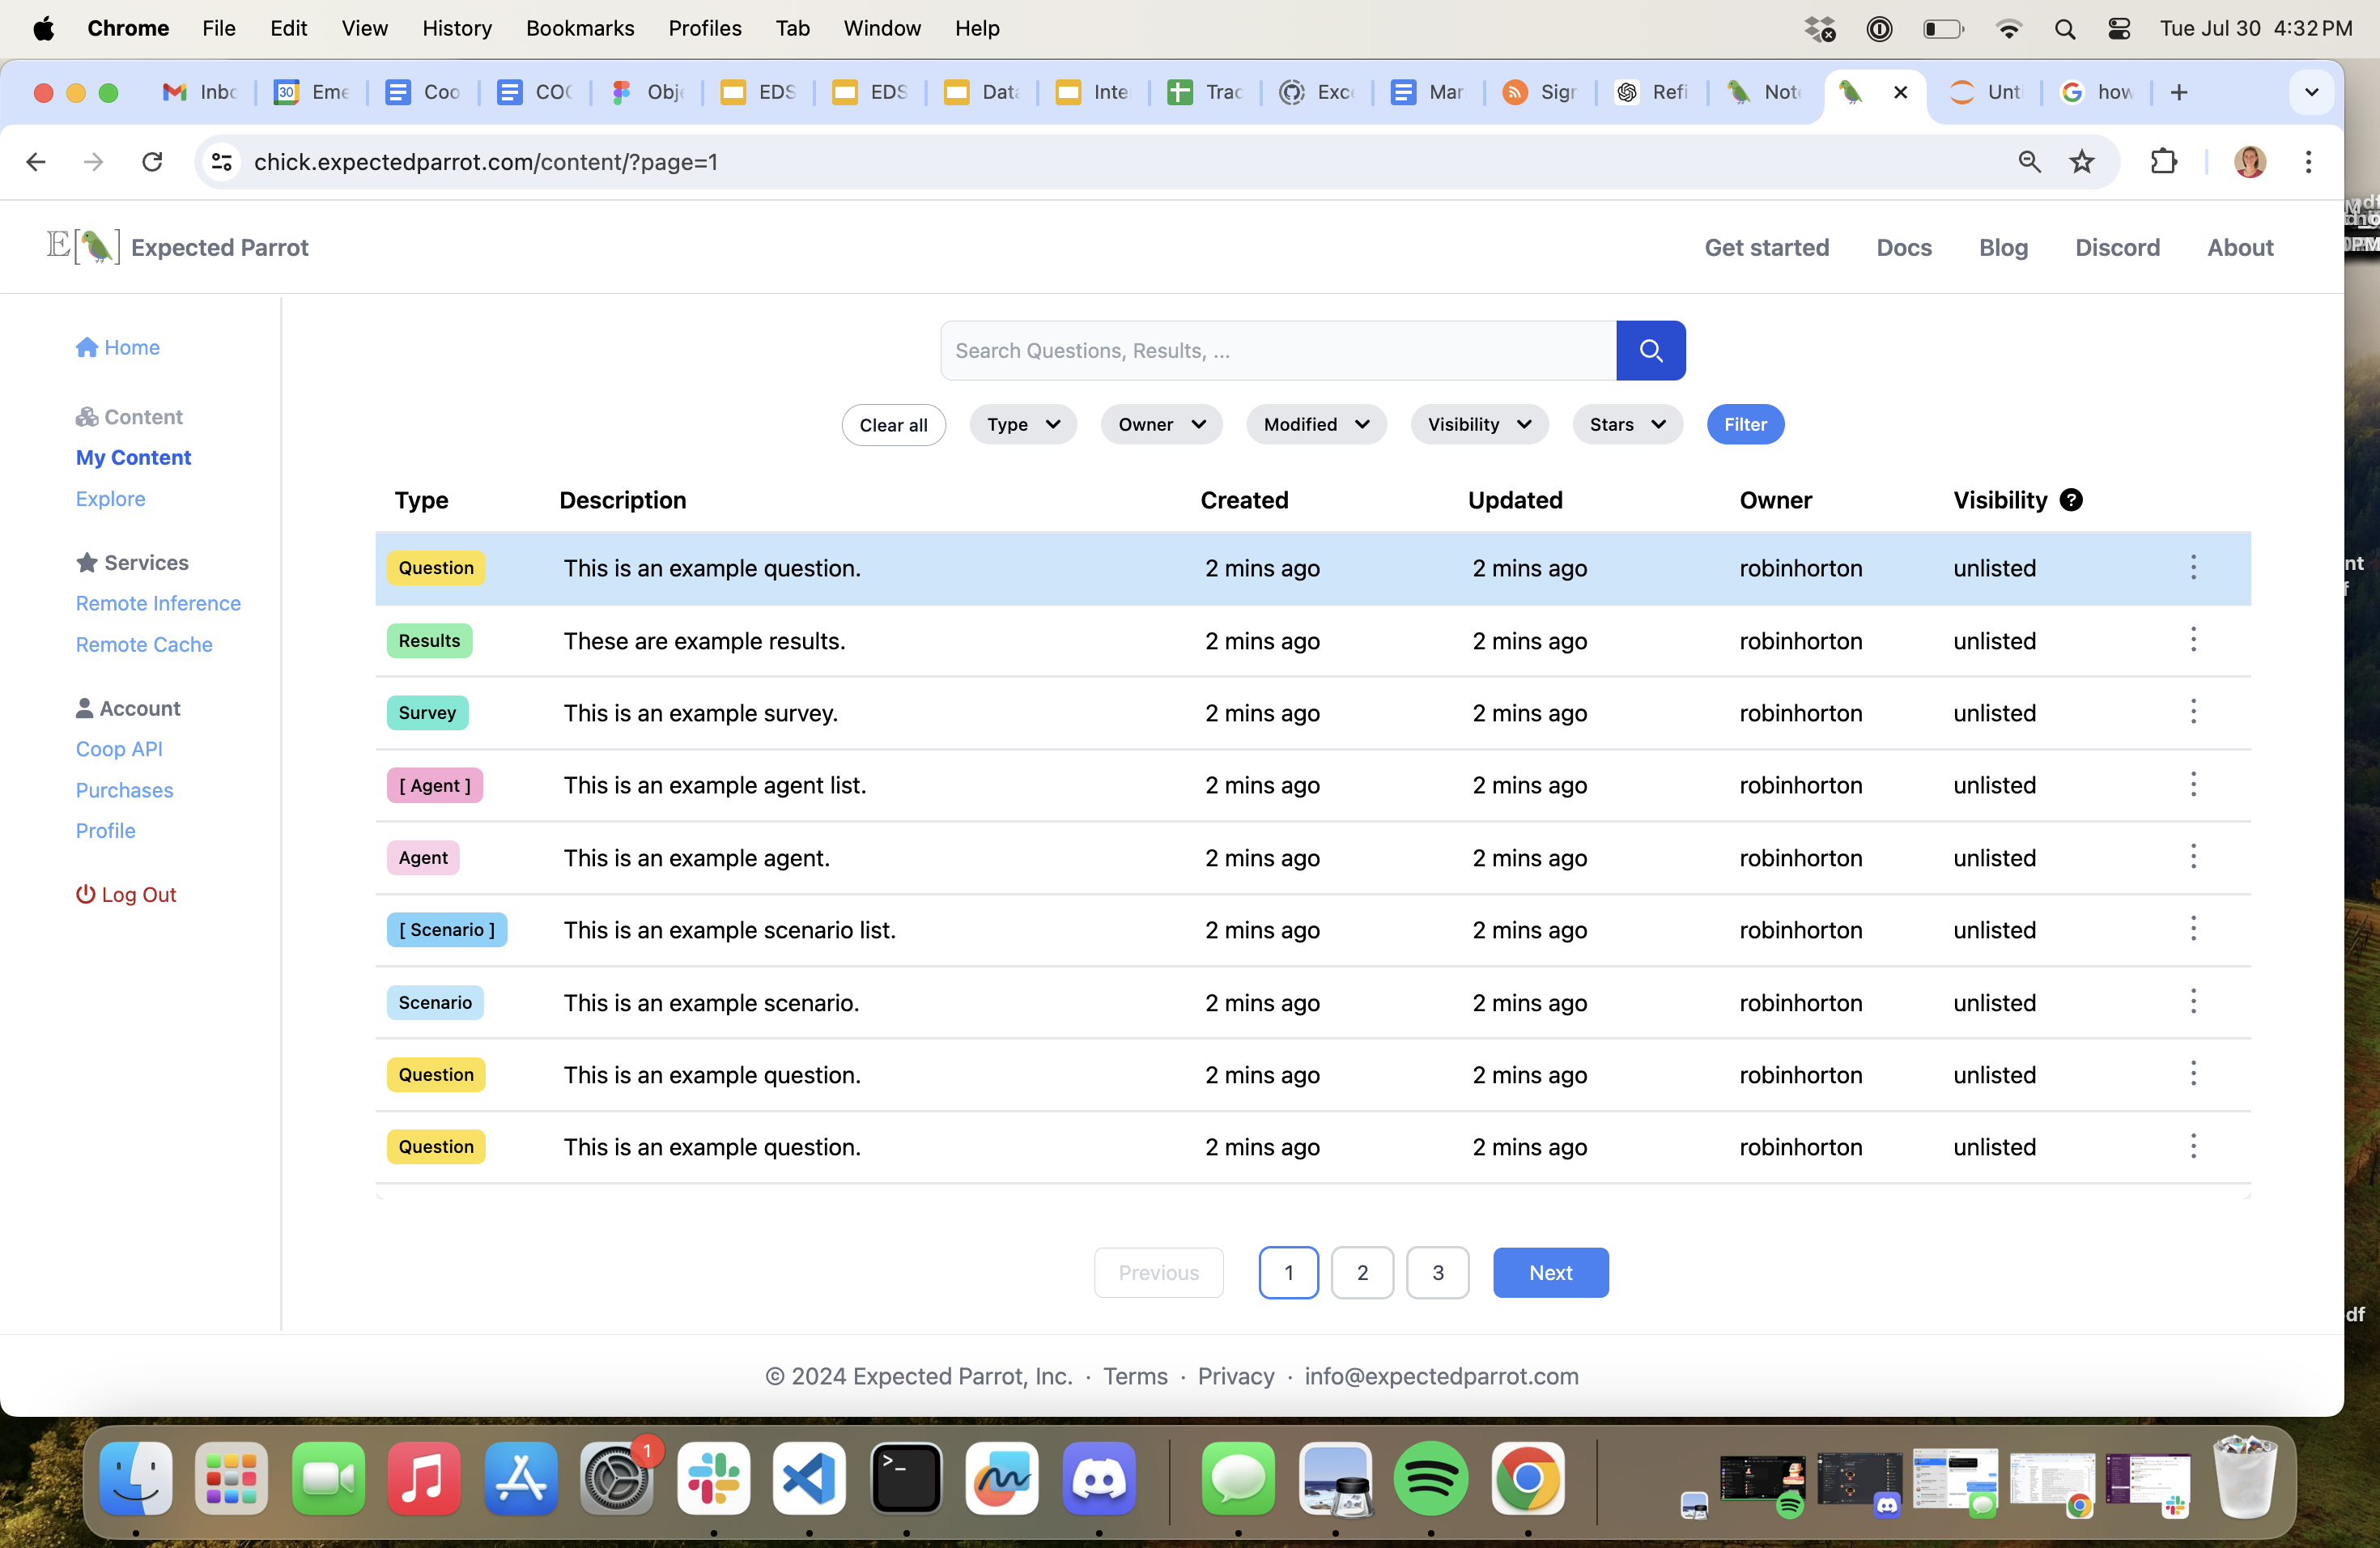 Chrome File Edit View History Bookmarks Profiles Tab Window Help Tue Jul 30 4:32 PM
Inbo 30 Eme Coo COO Obje EDS EDS Data Inte Trac Exce Mar Sign Refi Note Unti how
chick.expectedparrot.com/content/?page=1
E[ ] Expected Parrot Get started Docs Blog Discord About
Home
Content
My Content
Explore
Services
Remote Inference
Remote Cache
Account
Coop API
Purchases
Profile
Log Out
Search Questions, Results, ...
Clear all Type Owner Modified Visibility Stars Filter
Type Description Created Updated Owner Visibility ?
Question This is an example question. 2 mins ago 2 mins ago robinhorton unlisted
Results These are example results. 2 mins ago 2 mins ago robinhorton unlisted
Survey This is an example survey. 2 mins ago 2 mins ago robinhorton unlisted
[ Agent ] This is an example agent list. 2 mins ago 2 mins ago robinhorton unlisted
Agent This is an example agent. 2 mins ago 2 mins ago robinhorton unlisted
[ Scenario ] This is an example scenario list. 2 mins ago 2 mins ago robinhorton unlisted
Scenario This is an example scenario. 2 mins ago 2 mins ago robinhorton unlisted
Question This is an example question. 2 mins ago 2 mins ago robinhorton unlisted
Question This is an example question. 2 mins ago 2 mins ago robinhorton unlisted
Previous 1 2 3 Next
© 2024 Expected Parrot, Inc. · Terms · Privacy · info@expectedparrot.com
1